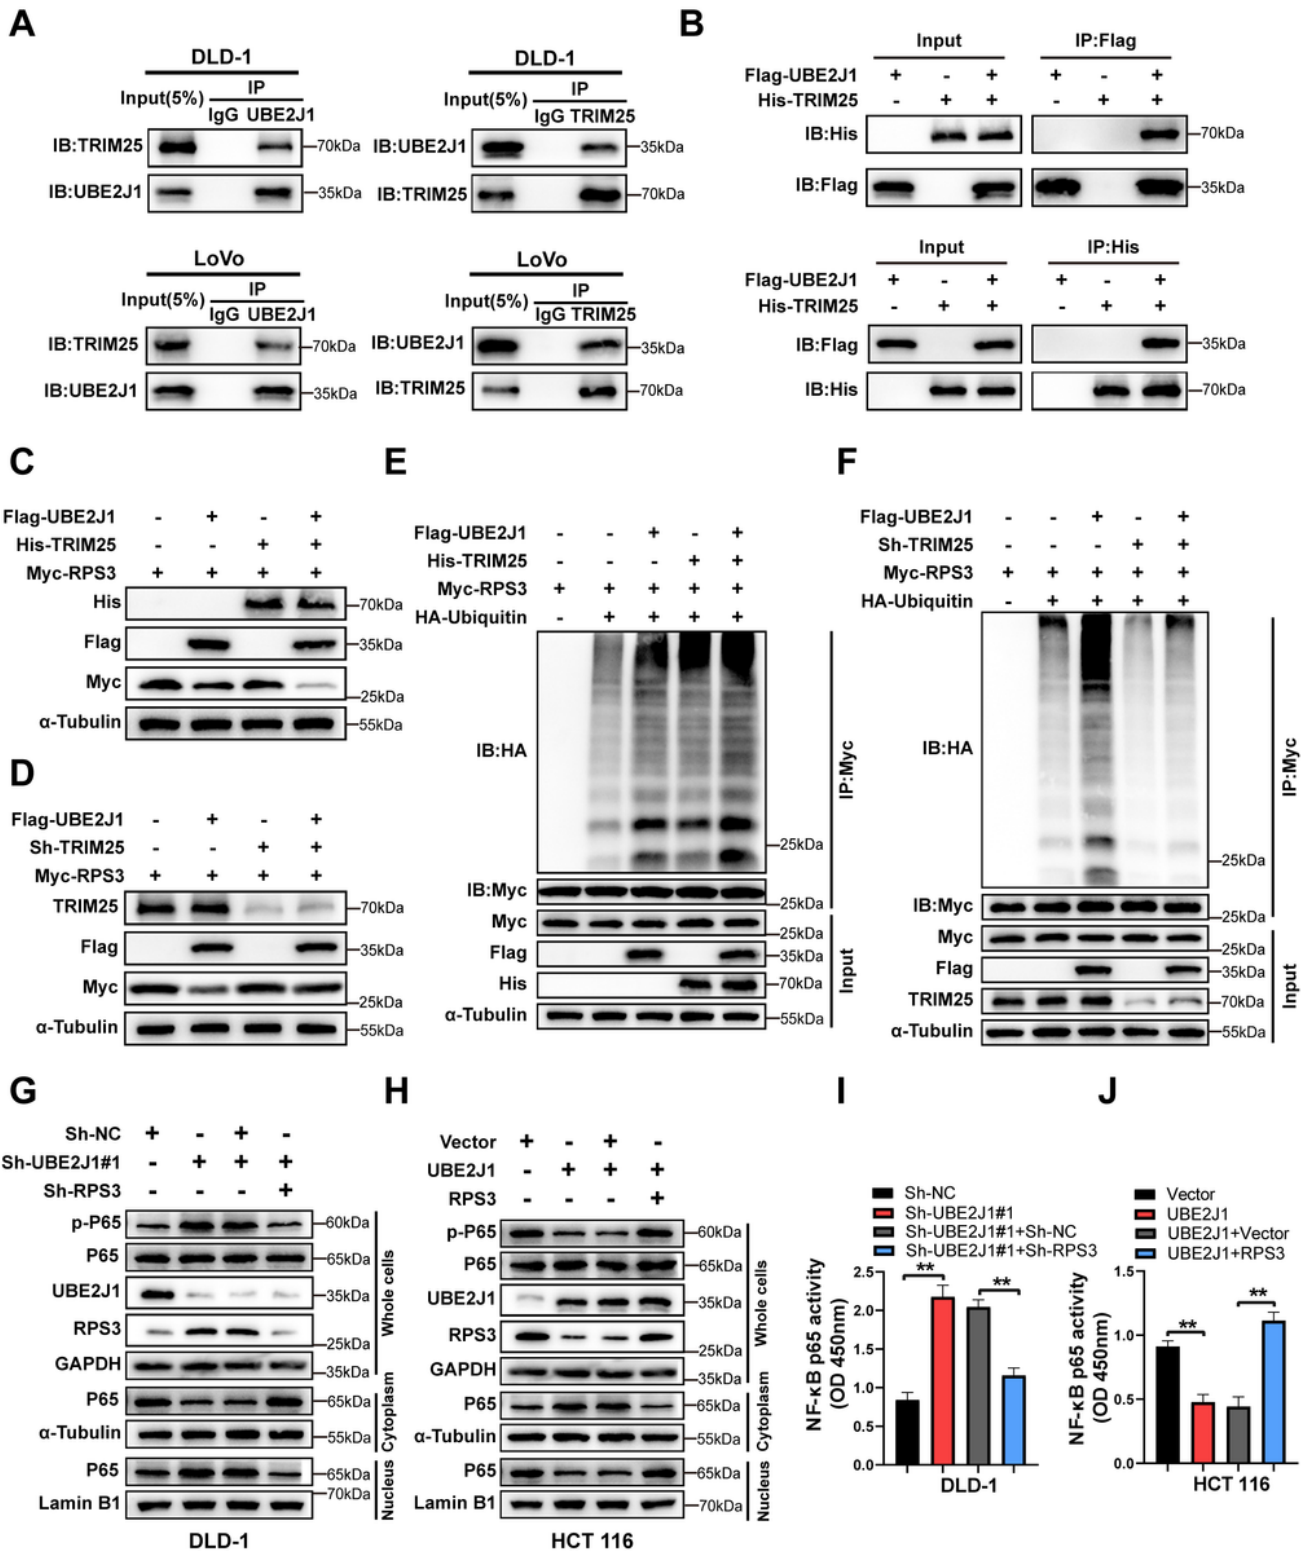 A
DLD-1
Input(5%) IP
IgG UBE2J1
IB:TRIM25 70kDa
IB:UBE2J1 35kDa
DLD-1
Input(5%) IP
IgG TRIM25
IB:UBE2J1 35kDa
IB:TRIM25 70kDa
LoVo
Input(5%) IP
IgG UBE2J1
IB:TRIM25 70kDa
IB:UBE2J1 35kDa
LoVo
Input(5%) IP
IgG TRIM25
IB:UBE2J1 35kDa
IB:TRIM25 70kDa
B
Input IP:Flag
Flag-UBE2J1 + - + + - +
His-TRIM25 - + + - + +
IB:His 70kDa
IB:Flag 35kDa
Input IP:His
Flag-UBE2J1 + - + + - +
His-TRIM25 - + + - + +
IB:Flag 35kDa
IB:His 70kDa
C
Flag-UBE2J1 - + - +
His-TRIM25 - - + +
Myc-RPS3 + + + +
His 70kDa
Flag 35kDa
Myc 25kDa
α-Tubulin 55kDa
D
Flag-UBE2J1 - + - +
Sh-TRIM25 - - + +
Myc-RPS3 + + + +
TRIM25 70kDa
Flag 35kDa
Myc 25kDa
α-Tubulin 55kDa
E
Flag-UBE2J1 - - + - +
His-TRIM25 - - - + +
Myc-RPS3 + + + + +
HA-Ubiquitin - + + + +
IB:HA 25kDa
IB:Myc 25kDa
IP:Myc
Myc 25kDa
Flag 35kDa
His 70kDa
α-Tubulin 55kDa
Input
F
Flag-UBE2J1 - - + - +
Sh-TRIM25 - - - + +
Myc-RPS3 + + + + +
HA-Ubiquitin - + + + +
IB:HA 25kDa
IB:Myc 25kDa
IP:Myc
Myc 25kDa
Flag 35kDa
TRIM25 70kDa
α-Tubulin 55kDa
Input
G
Sh-NC + - + -
Sh-UBE2J1#1 - + + +
Sh-RPS3 - - - +
p-P65 60kDa
P65 65kDa
UBE2J1 35kDa
RPS3 25kDa
GAPDH 35kDa
Whole cells
P65 65kDa
α-Tubulin 55kDa
Cytoplasm
P65 65kDa
Lamin B1 70kDa
Nucleus
DLD-1
H
Vector + - + -
UBE2J1 - + + +
RPS3 - - - +
p-P65 60kDa
P65 65kDa
UBE2J1 35kDa
RPS3 25kDa
GAPDH 35kDa
Whole cells
P65 65kDa
α-Tubulin 55kDa
Cytoplasm
P65 65kDa
Lamin B1 70kDa
Nucleus
HCT 116
I
Sh-NC
Sh-UBE2J1#1
Sh-UBE2J1#1+Sh-NC
Sh-UBE2J1#1+Sh-RPS3
NF-κB p65 activity
(OD 450nm)
2.5
2.0
1.5
1.0
0.5
0.0
** **
DLD-1
J
Vector
UBE2J1
UBE2J1+Vector
UBE2J1+RPS3
NF-κB p65 activity
(OD 450nm)
1.5
1.0
0.5
0.0
** **
HCT 116